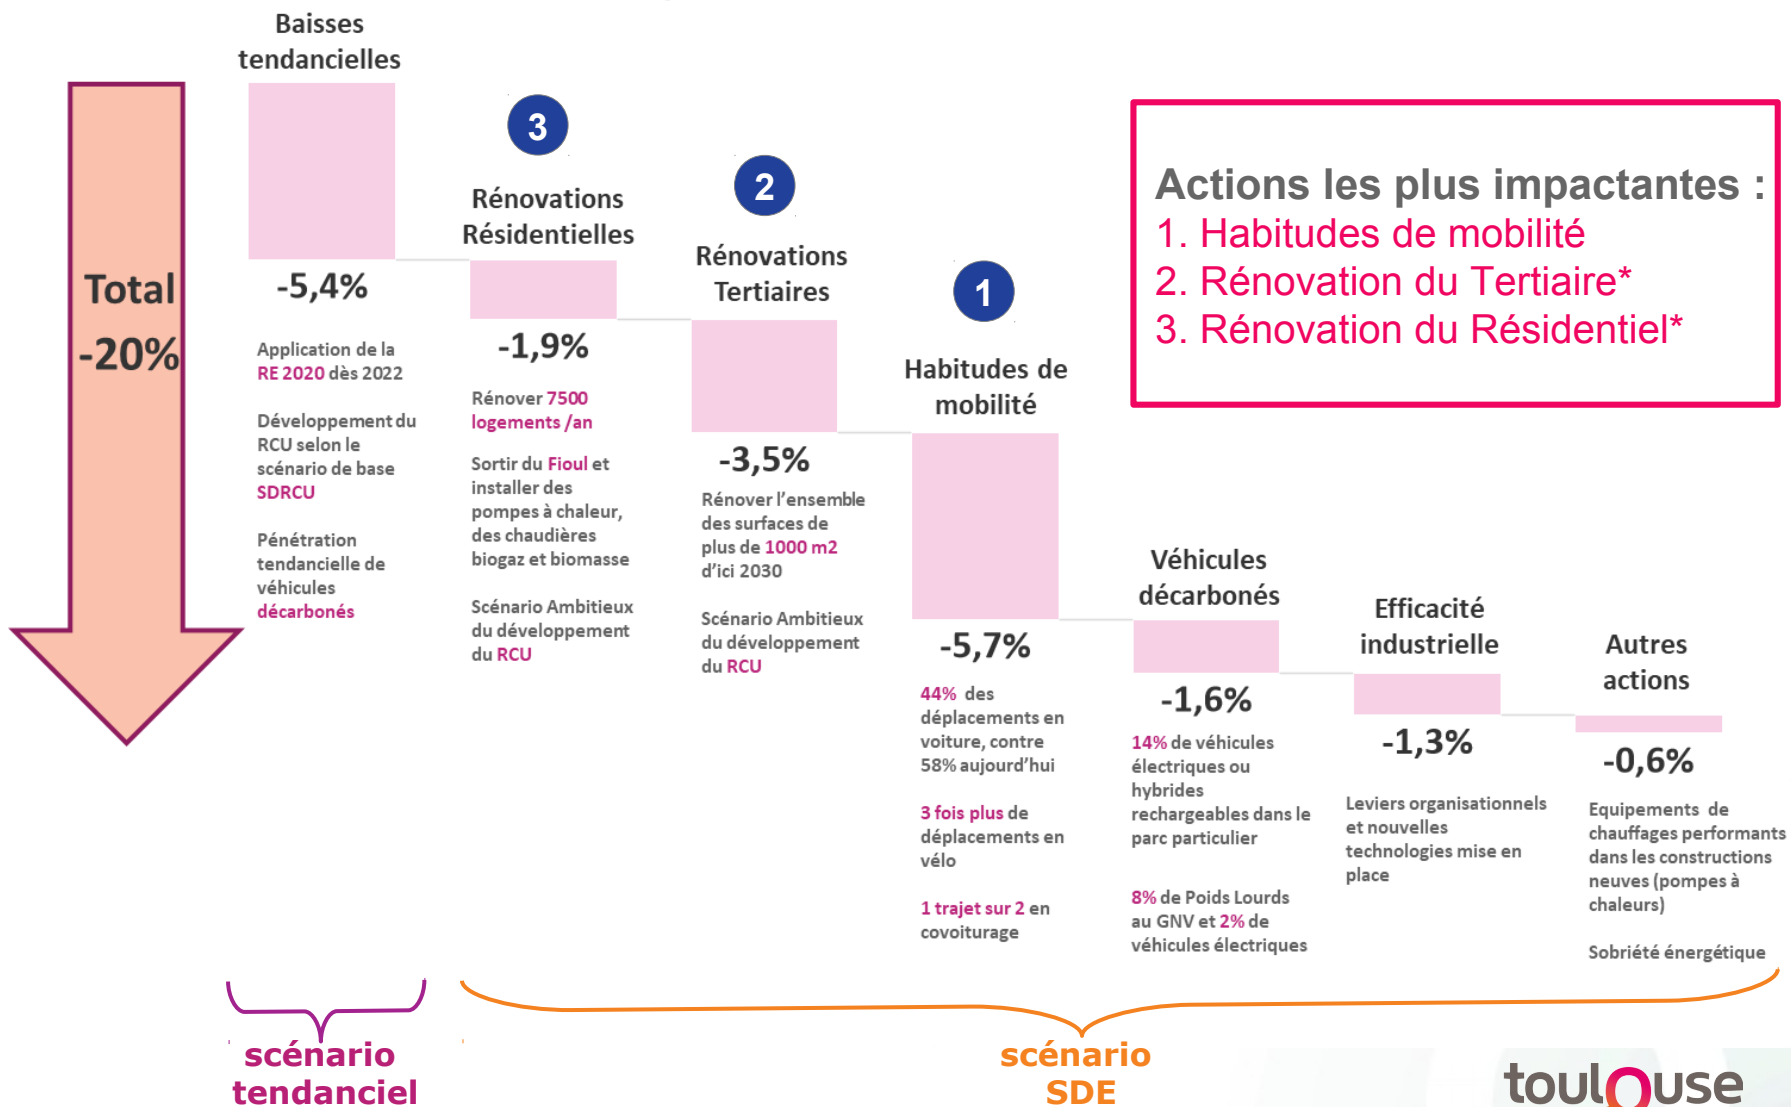 Total
-20%
Baisses
tendancielles
-5,4%
Application de la
RE 2020 dès 2022
Développement du
RCU selon le
scénario de base
SDRCU
Pénétration
tendancielle de
véhicules
décarbonés
3
Rénovations
Résidentielles
-1,9%
Rénover 7500
logements /an
Sortir du Fioul et
installer des
pompes à chaleur,
des chaudières
biogaz et biomasse
Scénario Ambitieux
du développement
du RCU
2
Rénovations
Tertiaires
-3,5%
Rénover l'ensemble
des surfaces de
plus de 1000 m2
d'ici 2030
Scénario Ambitieux
du développement
du RCU
1
Habitudes de
mobilité
-5,7%
44% des
déplacements en
voiture, contre
58% aujourd'hui
3 fois plus de
déplacements en
vélo
1 trajet sur 2 en
covoiturage
Véhicules
décarbonés
-1,6%
14% de véhicules
électriques ou
hybrides
rechargeables dans le
parc particulier
8% de Poids Lourds
au GNV et 2% de
véhicules électriques
Efficacité
industrielle
-1,3%
Leviers organisationnels
et nouvelles
technologies mise en
place
Autres
actions
-0,6%
Equipements de
chauffages performants
dans les constructions
neuves (pompes à
chaleurs)
Sobriété énergétique
Actions les plus impactantes :
1. Habitudes de mobilité
2. Rénovation du Tertiaire*
3. Rénovation du Résidentiel*
scénario
tendanciel
scénario
SDE
toulouse